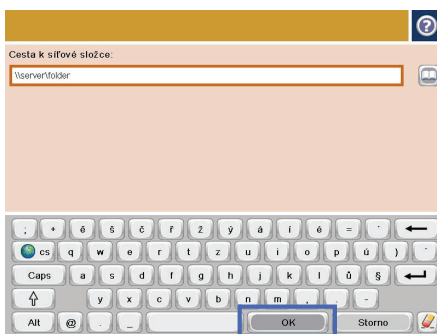 ?
Cesta k síťové složce:
\\server\folder
; + ě š č ř ž ý á í é = ´
cs q w e r t z u i o p ú )
Caps a s d f g h j k l ů §
y x c v b n m , . -
Alt @ . _ OK Storno